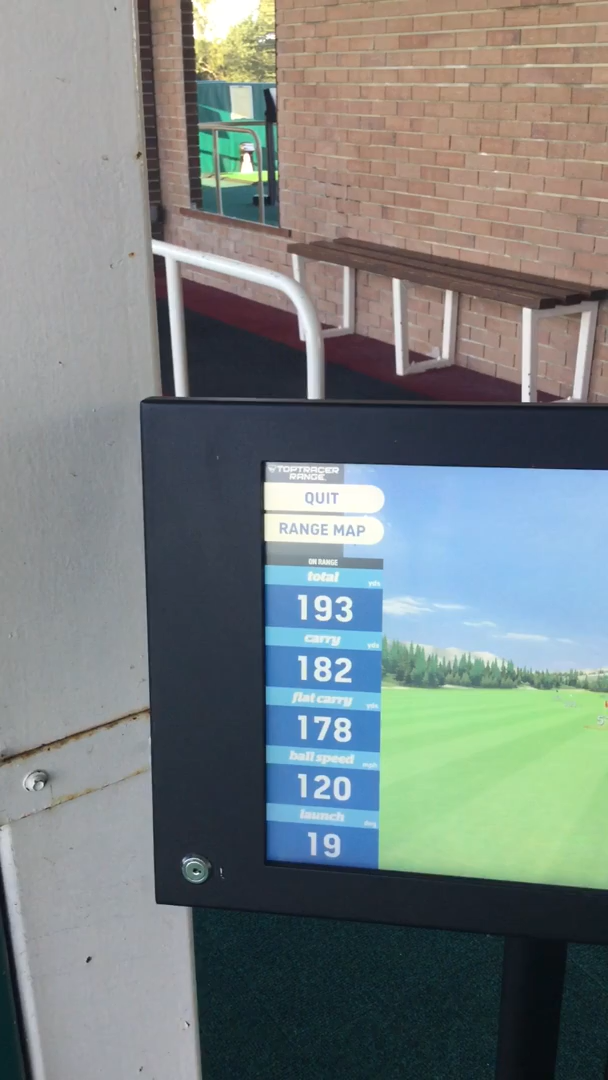 TOPTRACER
RANGE
QUIT
RANGE MAP
ON RANGE
total yds
193
carry yds
182
flat carry yds
178
ball speed mph
120
launch deg
19